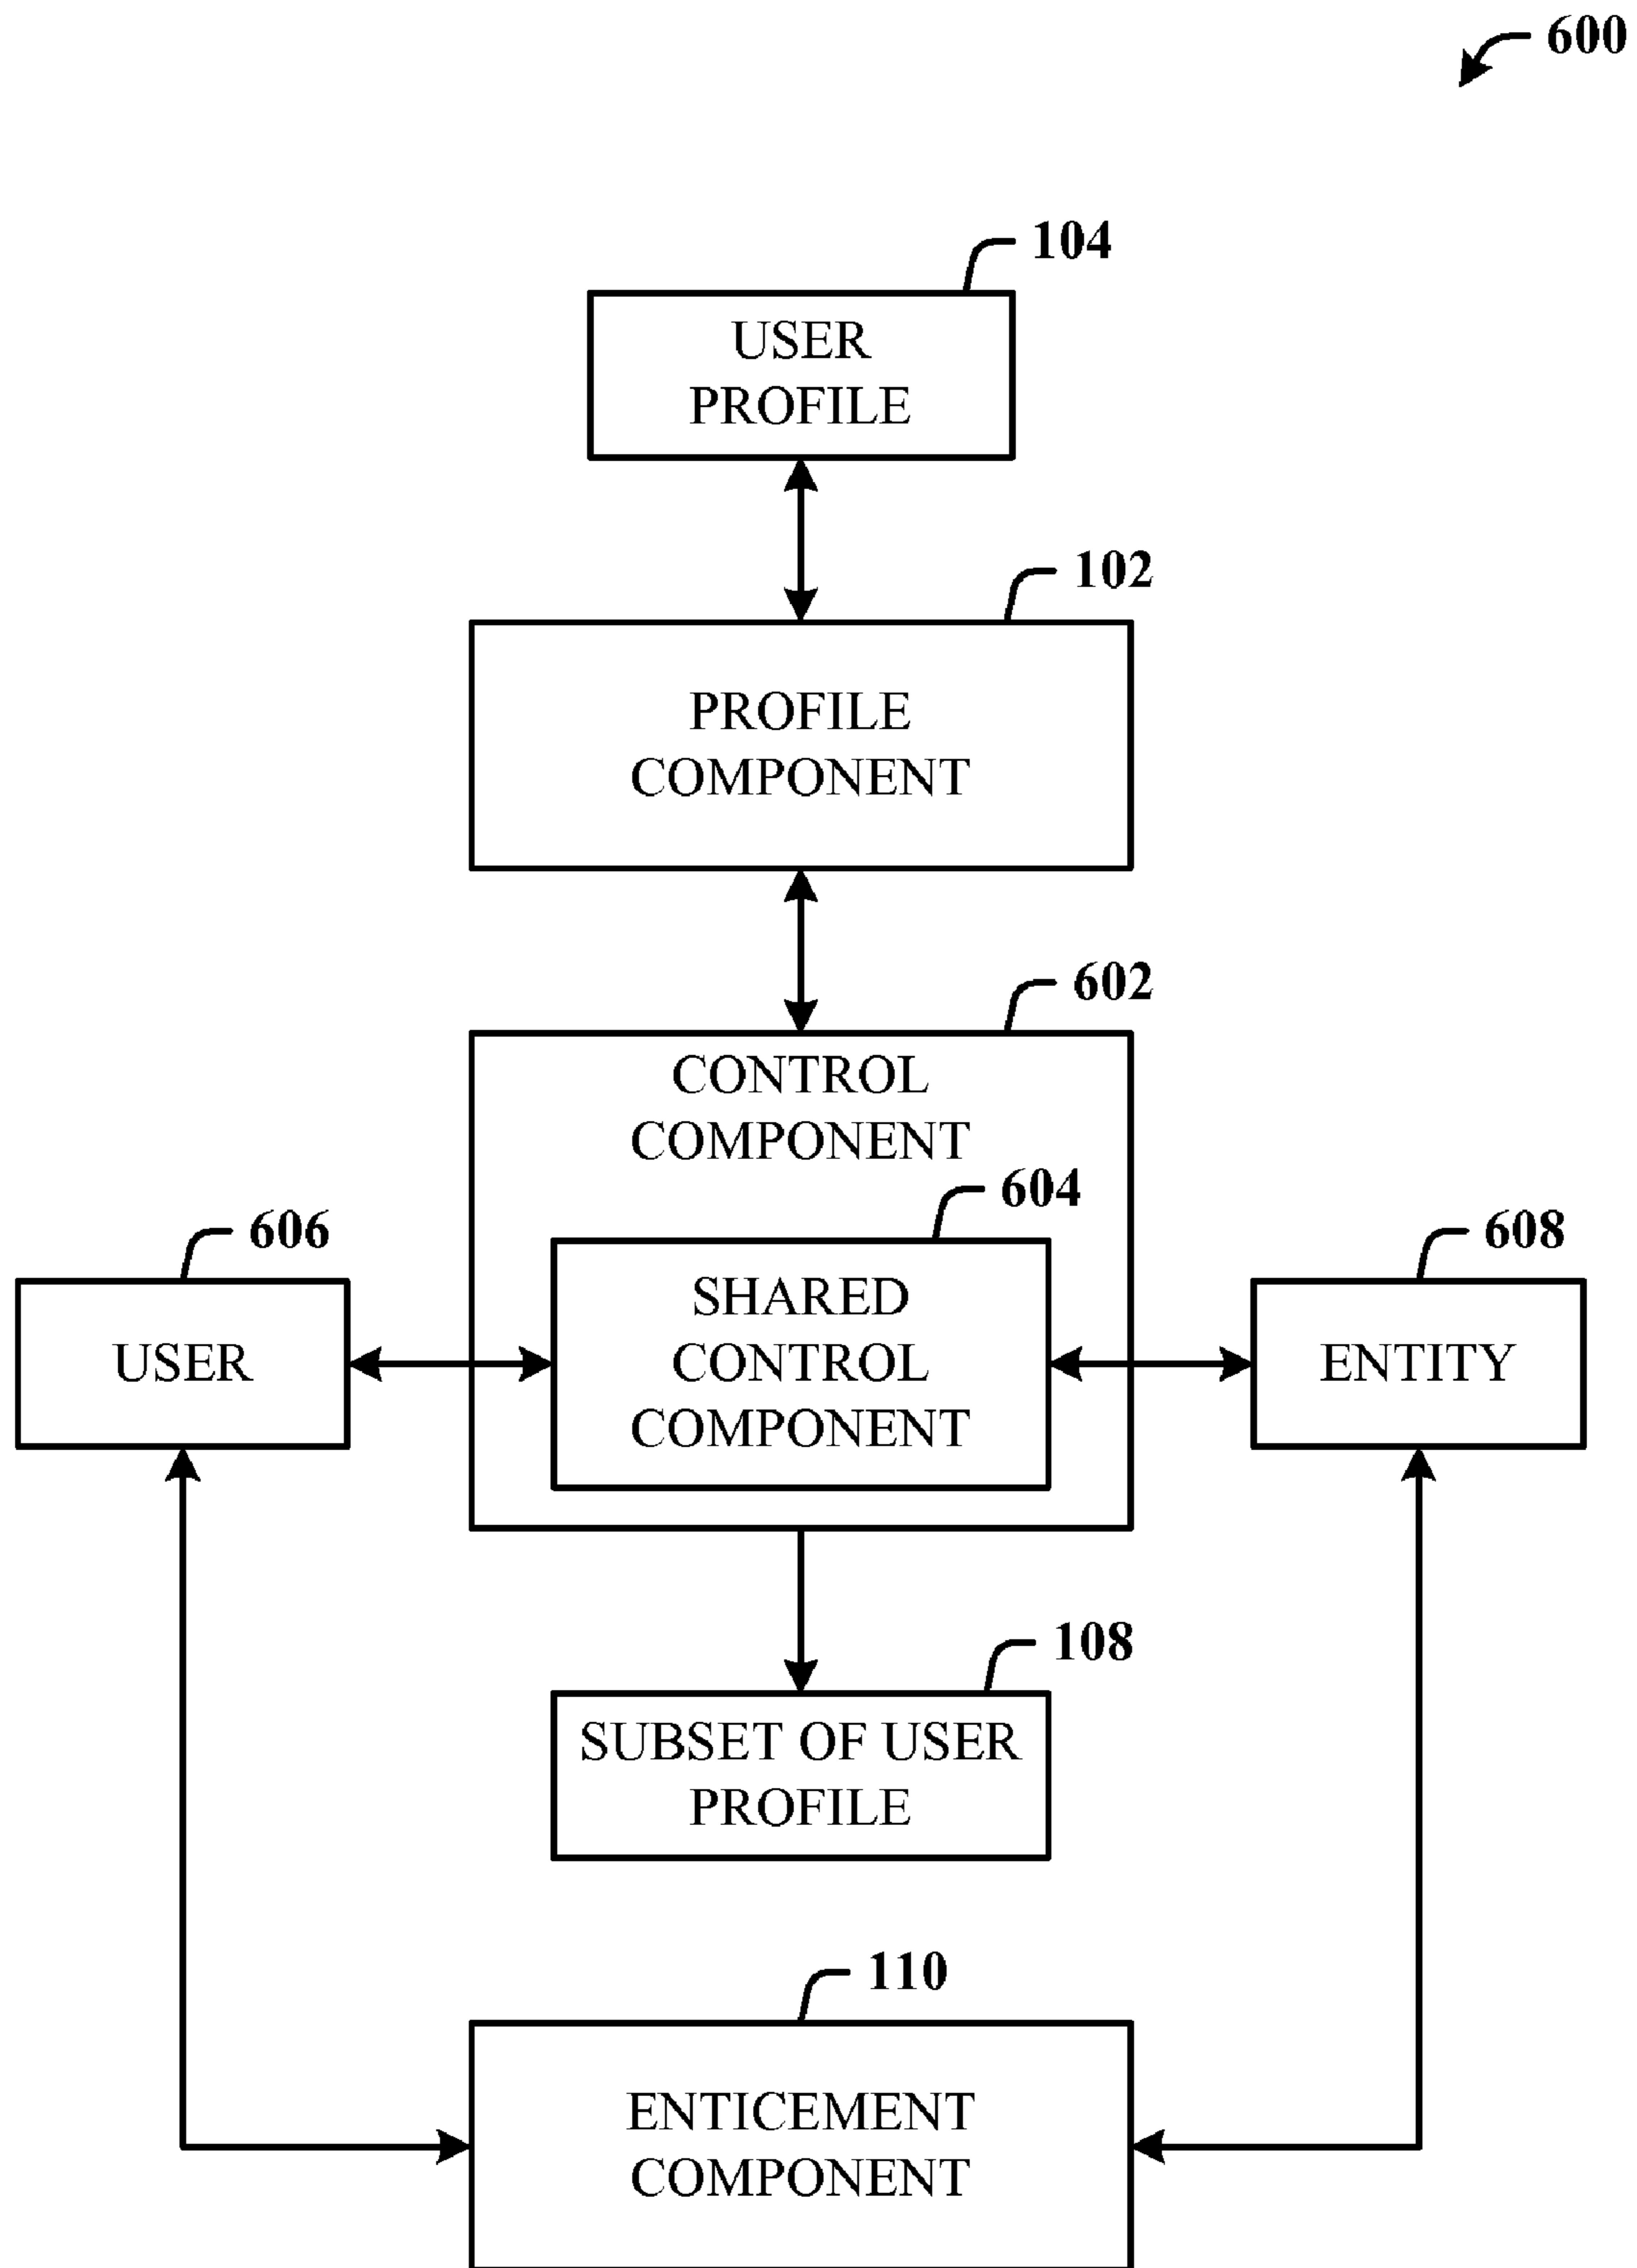 600
104
USER
PROFILE
102
PROFILE
COMPONENT
602
CONTROL
COMPONENT
604
606
608
SHARED
CONTROL
COMPONENT
USER
ENTITY
108
SUBSET OF USER
PROFILE
110
ENTICEMENT
COMPONENT